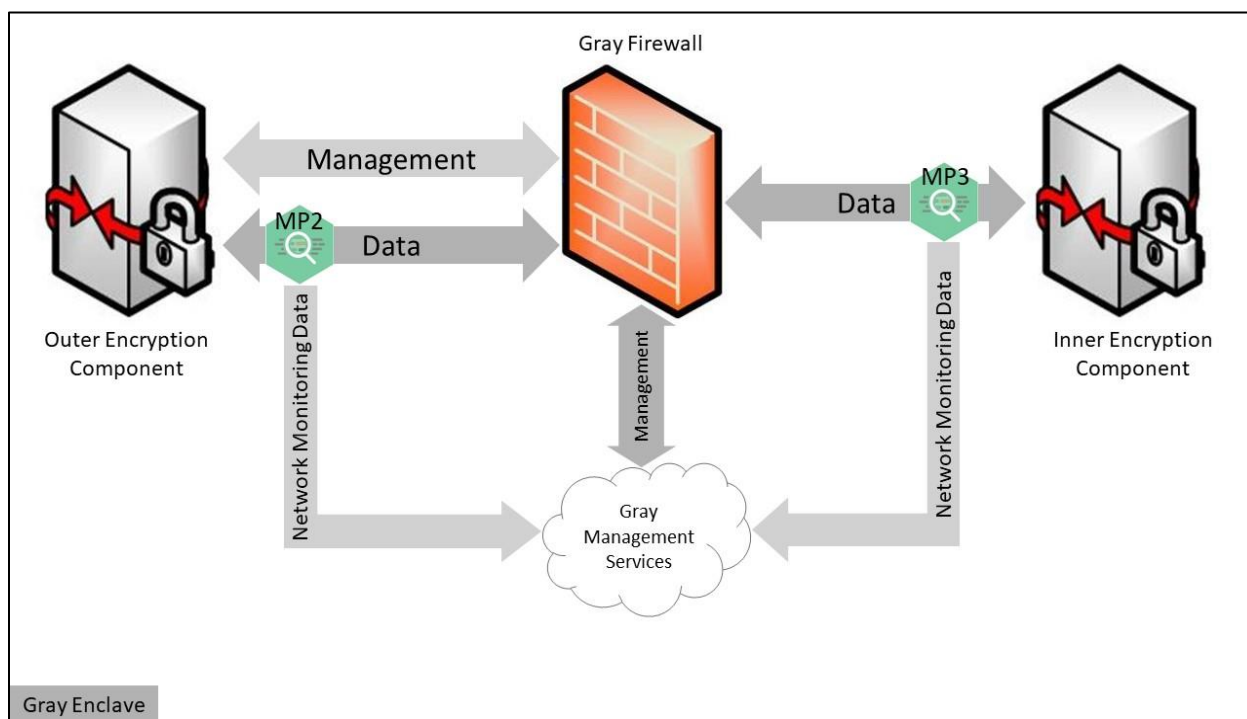 Gray Firewall
Management
MP2
Data
MP3
Data
Outer Encryption
Component
Inner Encryption
Component
Network Monitoring Data
Management
Network Monitoring Data
Gray
Management
Services
Gray Enclave